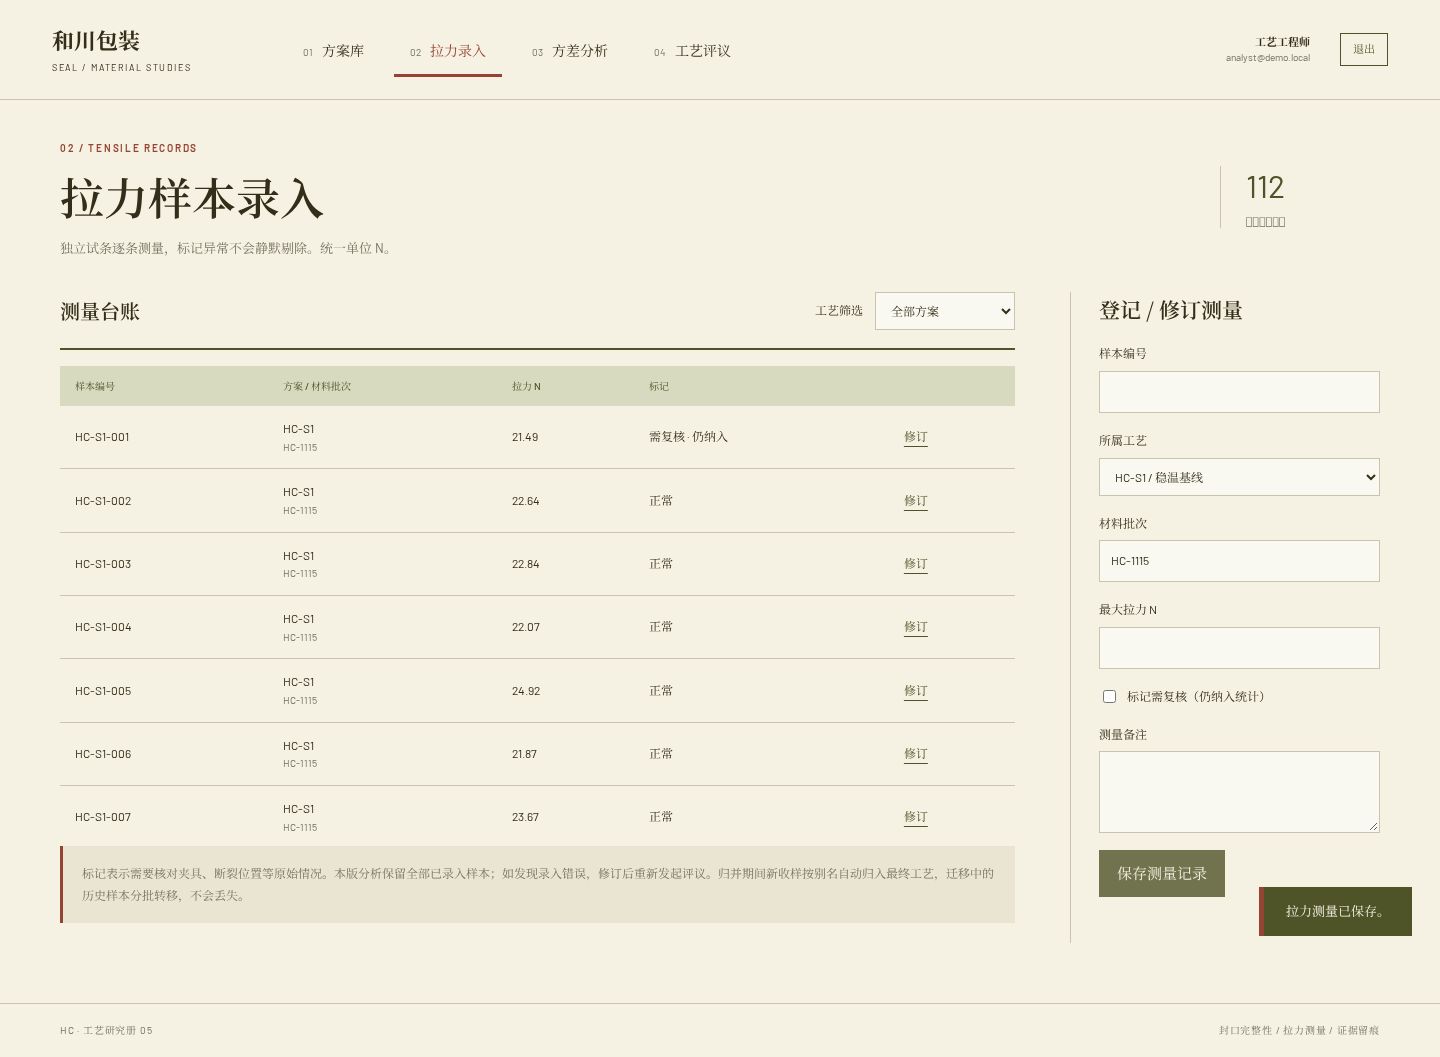 和川包装
SEAL / MATERIAL STUDIES
01 方案库
02 拉力录入
03 方差分析
04 工艺评议
工艺工程师
analyst@demo.local
退出
02 / TENSILE RECORDS
拉力样本录入
独立试条逐条测量，标记异常不会静默剔除。统一单位 N。
112
测量台账
工艺筛选
全部方案
样本编号 方案 / 材料批次 拉力 N 标记
HC-S1-001 HC-S1 21.49 需复核 · 仍纳入 修订
HC-1115
HC-S1-002 HC-S1 22.64 正常 修订
HC-1115
HC-S1-003 HC-S1 22.84 正常 修订
HC-1115
HC-S1-004 HC-S1 22.07 正常 修订
HC-1115
HC-S1-005 HC-S1 24.92 正常 修订
HC-1115
HC-S1-006 HC-S1 21.87 正常 修订
HC-1115
HC-S1-007 HC-S1 23.67 正常 修订
HC-1115
标记表示需要核对夹具、断裂位置等原始情况。本版分析保留全部已录入样本；如发现录入错误，修订后重新发起评议。归并期间新收样按别名自动归入最终工艺，迁移中的
历史样本分批转移，不会丢失。
登记 / 修订测量
样本编号
所属工艺
HC-S1 / 稳温基线
材料批次
HC-1115
最大拉力 N
标记需复核（仍纳入统计）
测量备注
保存测量记录
拉力测量已保存。
HC · 工艺研究册 05
封口完整性 / 拉力测量 / 证据留痕